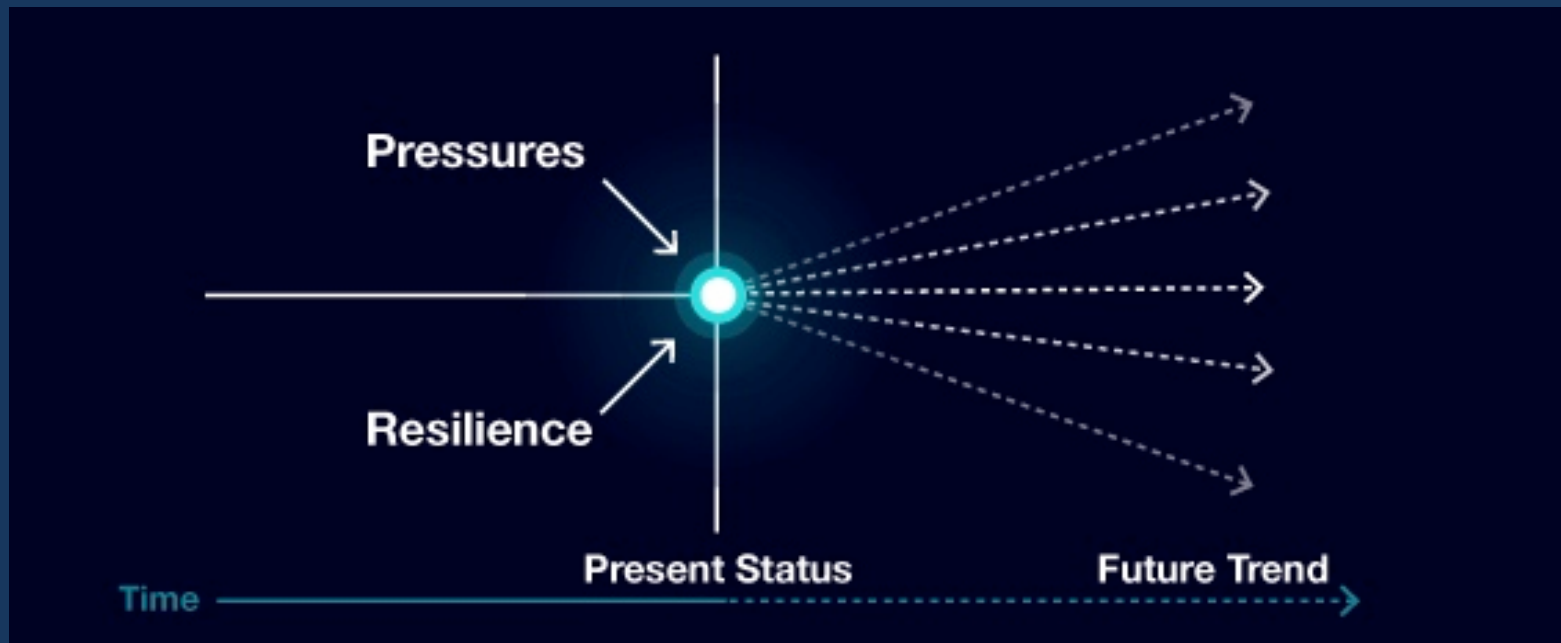 Pressures
Resilience
Present Status
Future Trend
Time